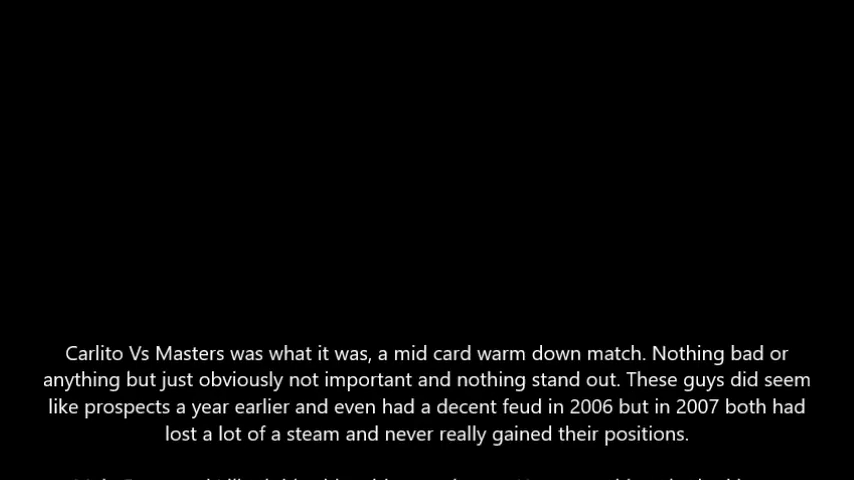 Carlito Vs Masters was what it was, a mid card warm down match. Nothing bad or
anything but just obviously not important and nothing stand out. These guys did seem
like prospects a year earlier and even had a decent feud in 2006 but in 2007 both had
lost a lot of a steam and never really gained their positions.